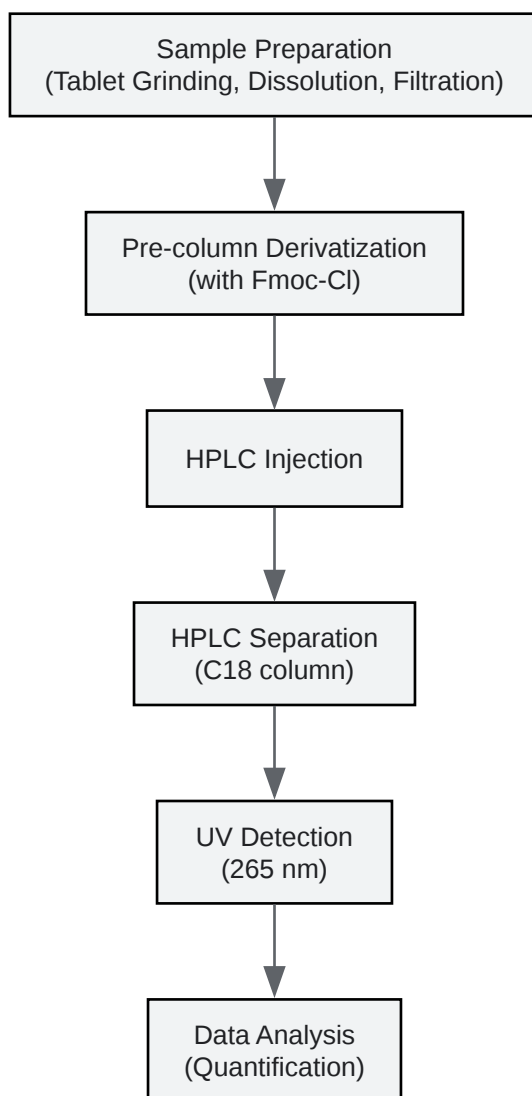 Sample Preparation
(Tablet Grinding, Dissolution, Filtration)
Pre-column Derivatization
(with Fmoc-Cl)
HPLC Injection
HPLC Separation
(C18 column)
UV Detection
(265 nm)
Data Analysis
(Quantification)